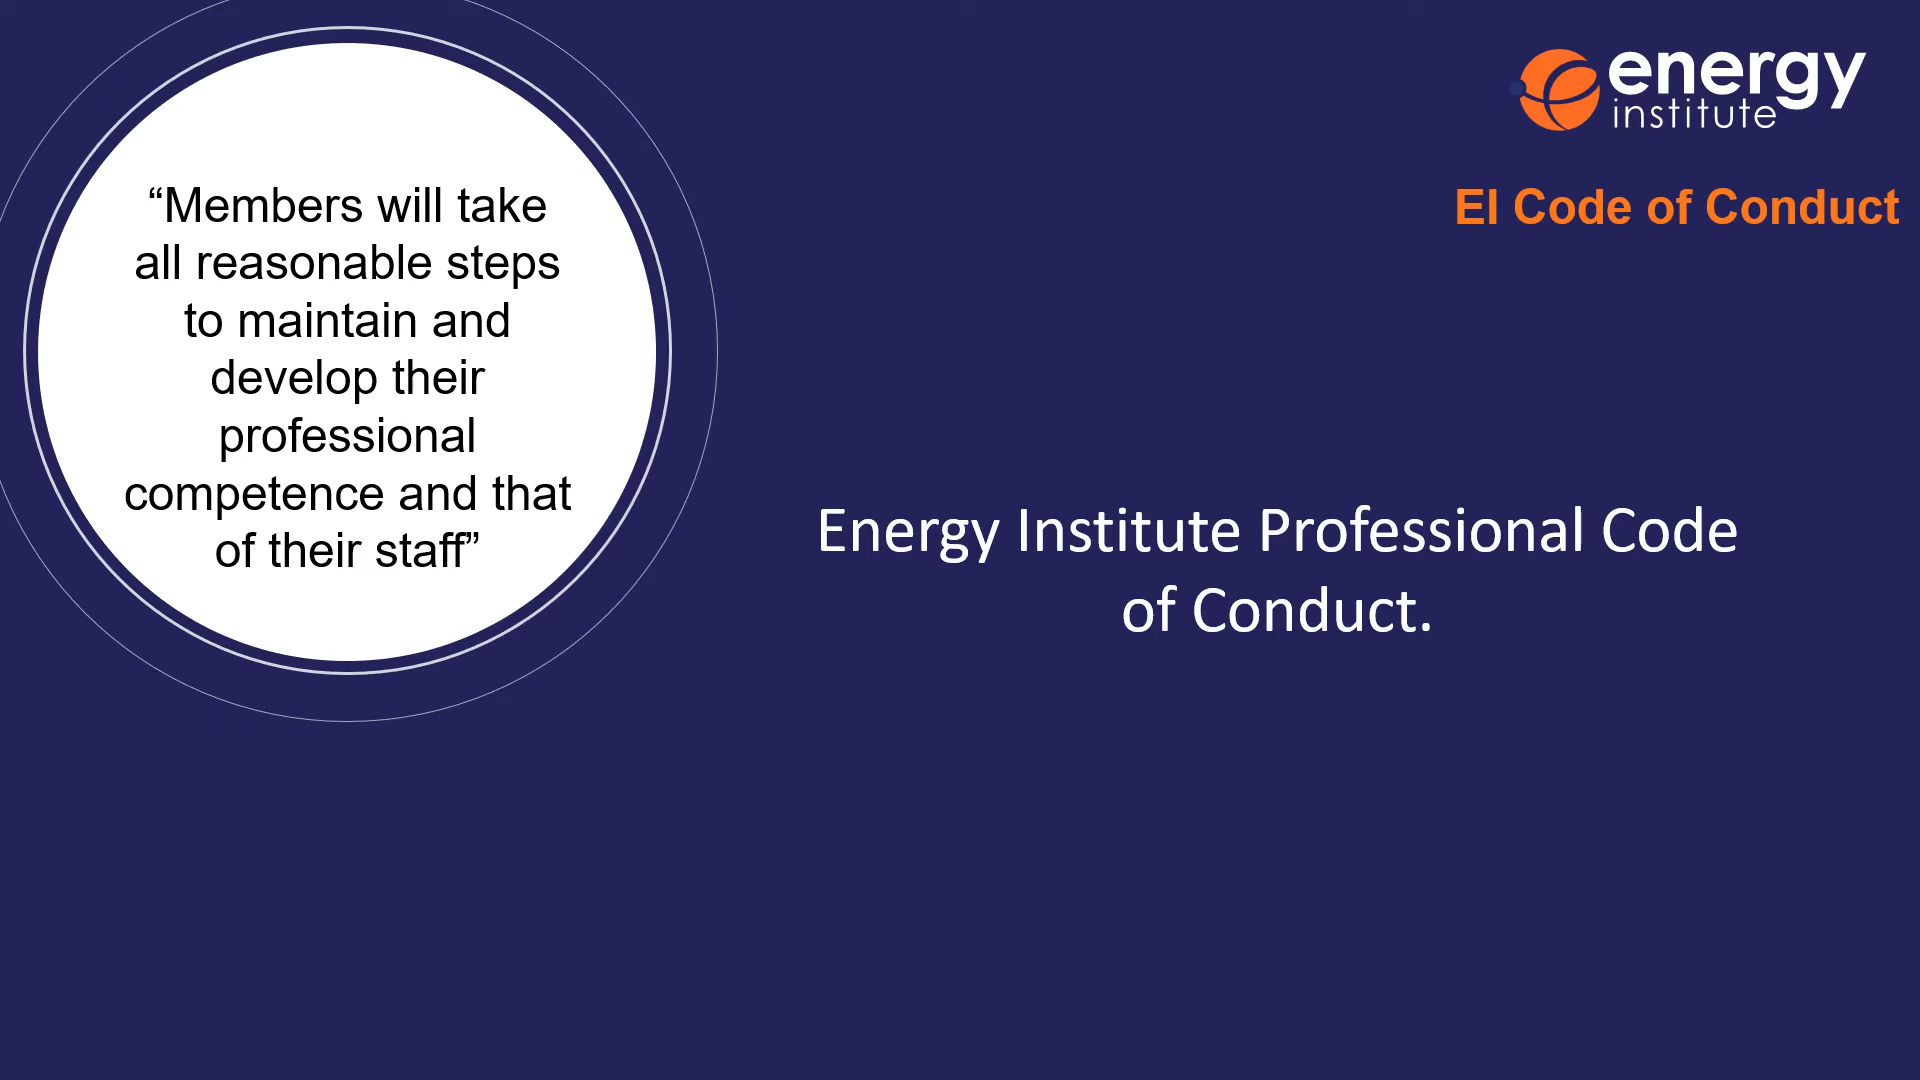 energy
institute
EI Code of Conduct
“Members will take
all reasonable steps
to maintain and
develop their
professional
competence and that
of their staff”
Energy Institute Professional Code
of Conduct.